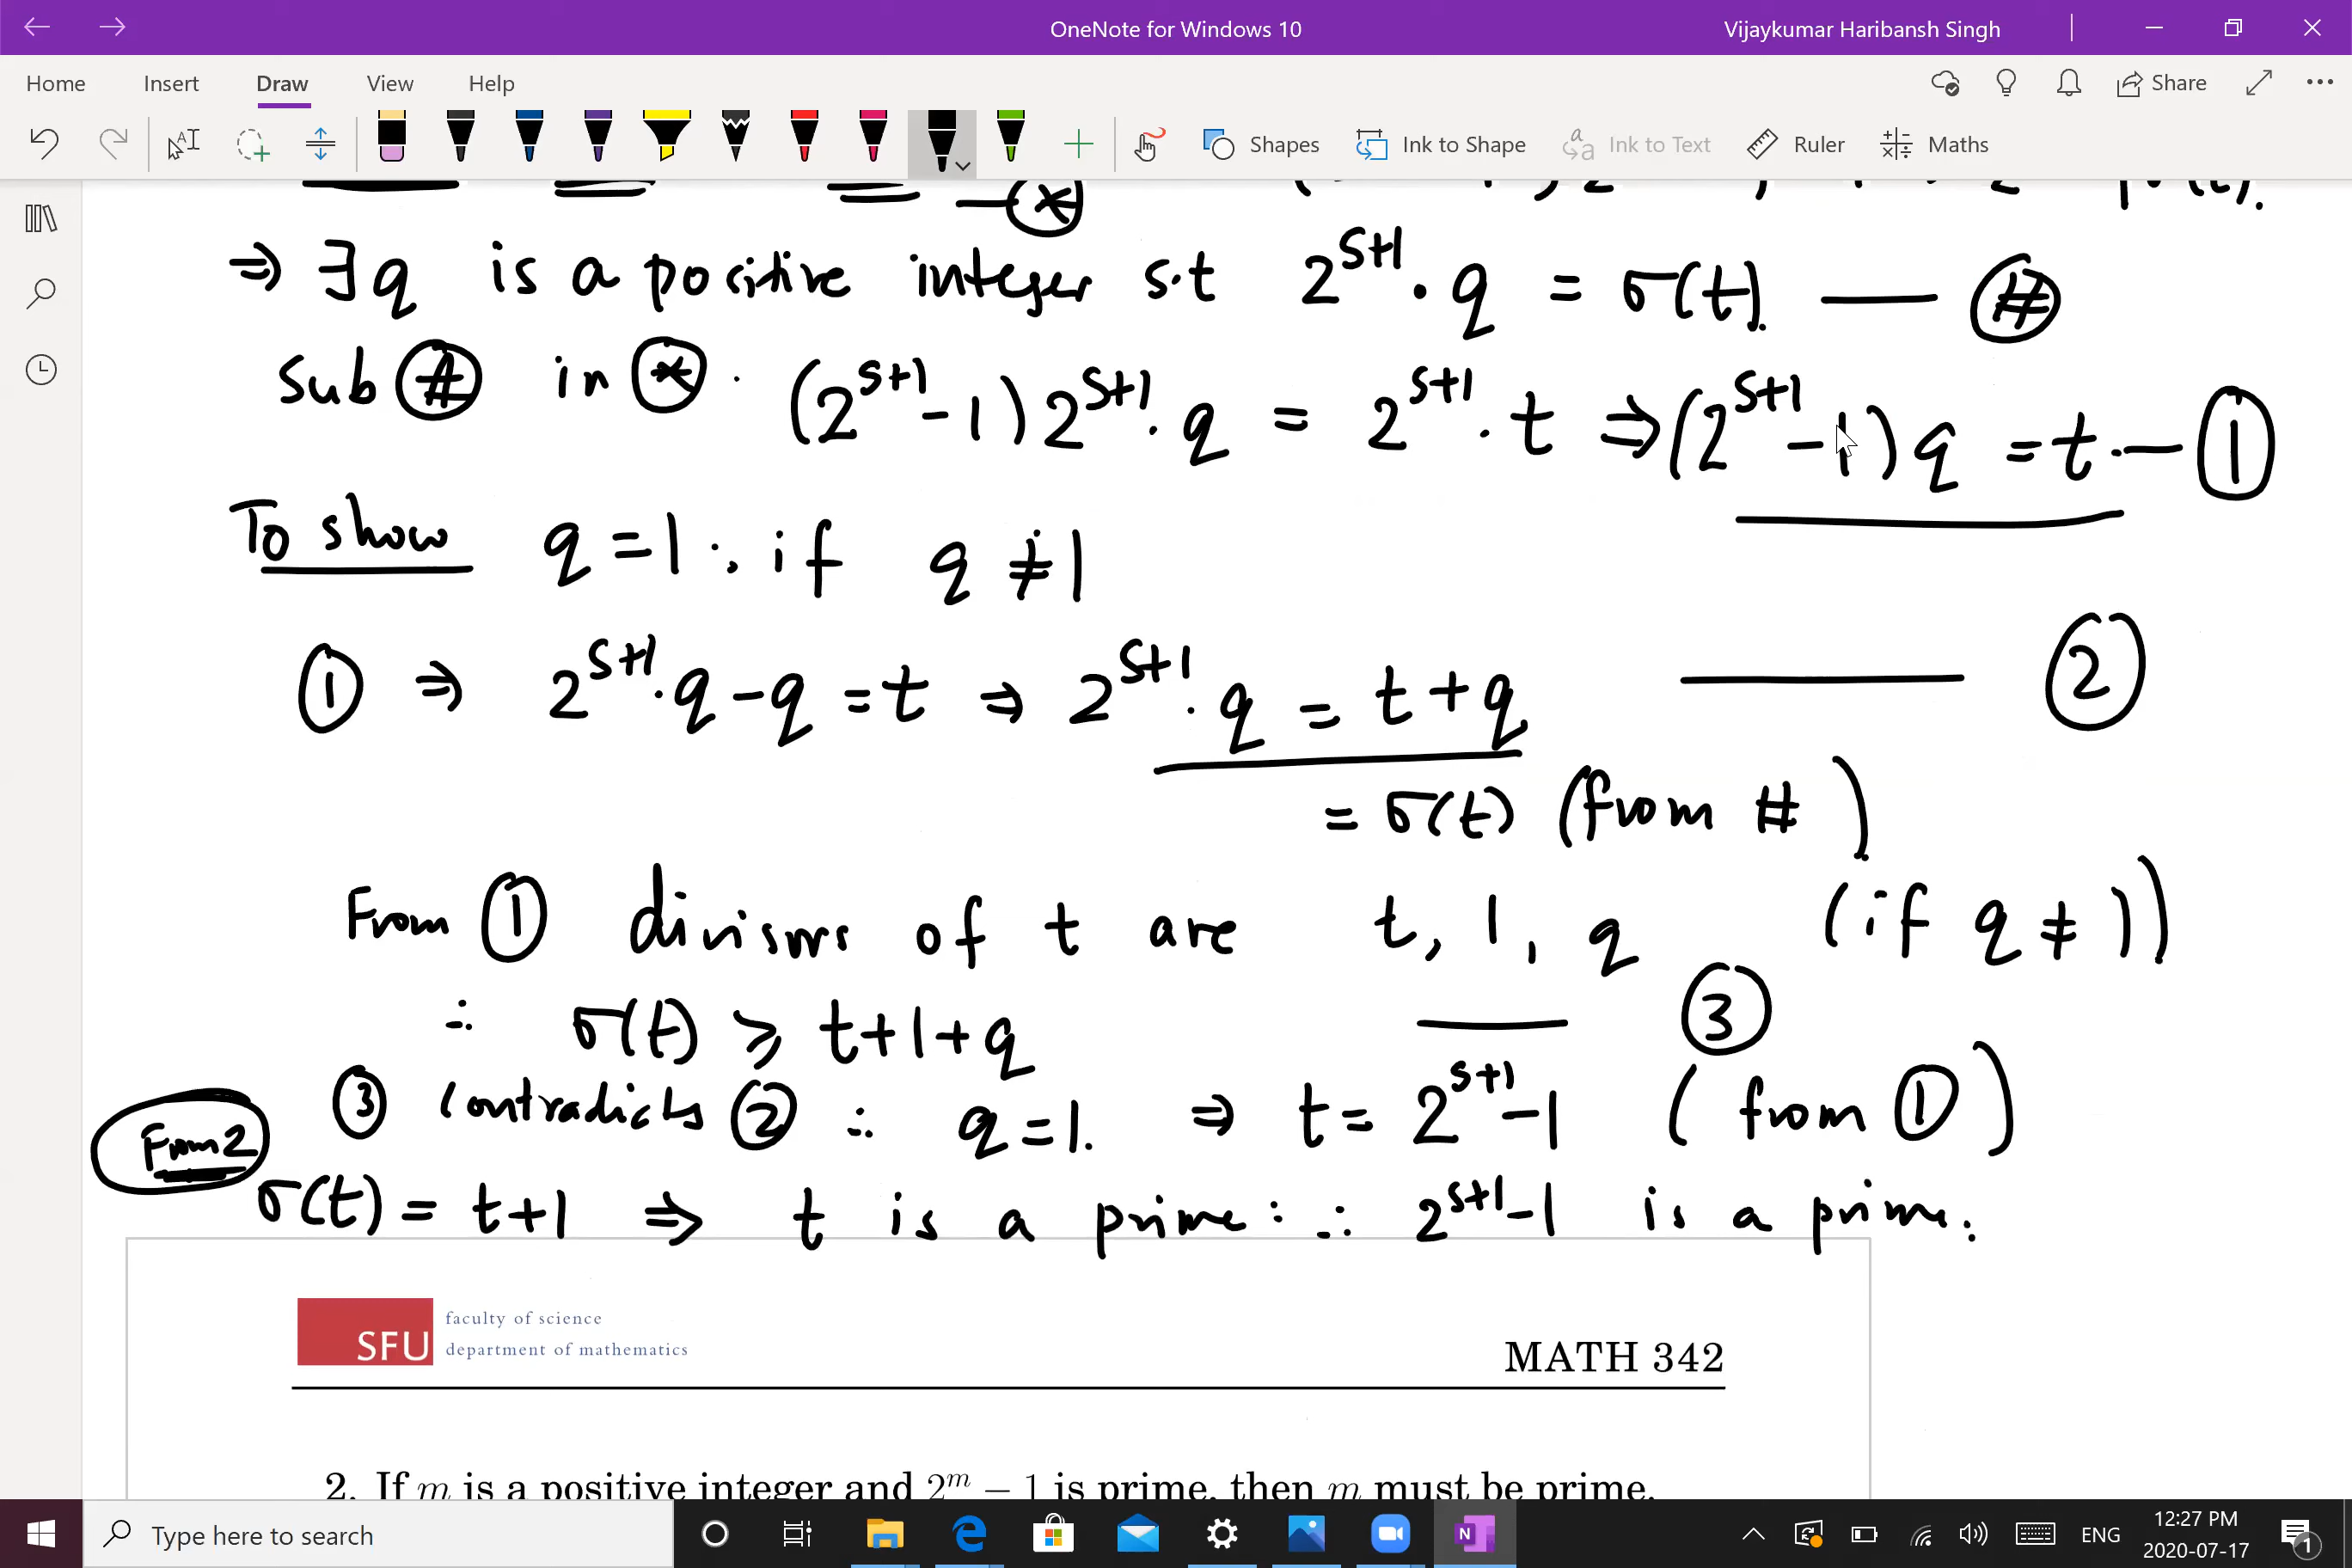 OneNote for Windows 10
Vijaykumar Haribansh Singh
Home Insert Draw View Help
Share
Shapes Ink to Shape Ink to Text Ruler Maths
— ⊛
⇒ ∃ q is a positive integer s.t 2^{s+1} · q = σ(t). — (#)
Sub (#) in (*) . (2^{s+1} - 1) 2^{s+1} · q = 2^{s+1} · t ⇒ (2^{s+1} - 1) q = t. — ①
To show q = 1 : if q ≠ 1
① ⇒ 2^{s+1} · q - q = t ⇒ 2^{s+1} · q = t + q — ②
= σ(t) (from #)
From ① divisors of t are t, 1, q (if q ≠ 1)
∴ σ(t) ≥ t + 1 + q — ③
③ contradicts ② ∴ q = 1. ⇒ t = 2^{s+1} - 1 (from ①)
From 2
σ(t) = t + 1 ⇒ t is a prime : ∴ 2^{s+1} - 1 is a prime.
SFU
faculty of science
department of mathematics
MATH 342
2. If m is a positive integer and 2^m − 1 is prime, then m must be prime.
Type here to search
N
ENG
12:27 PM
2020-07-17
1